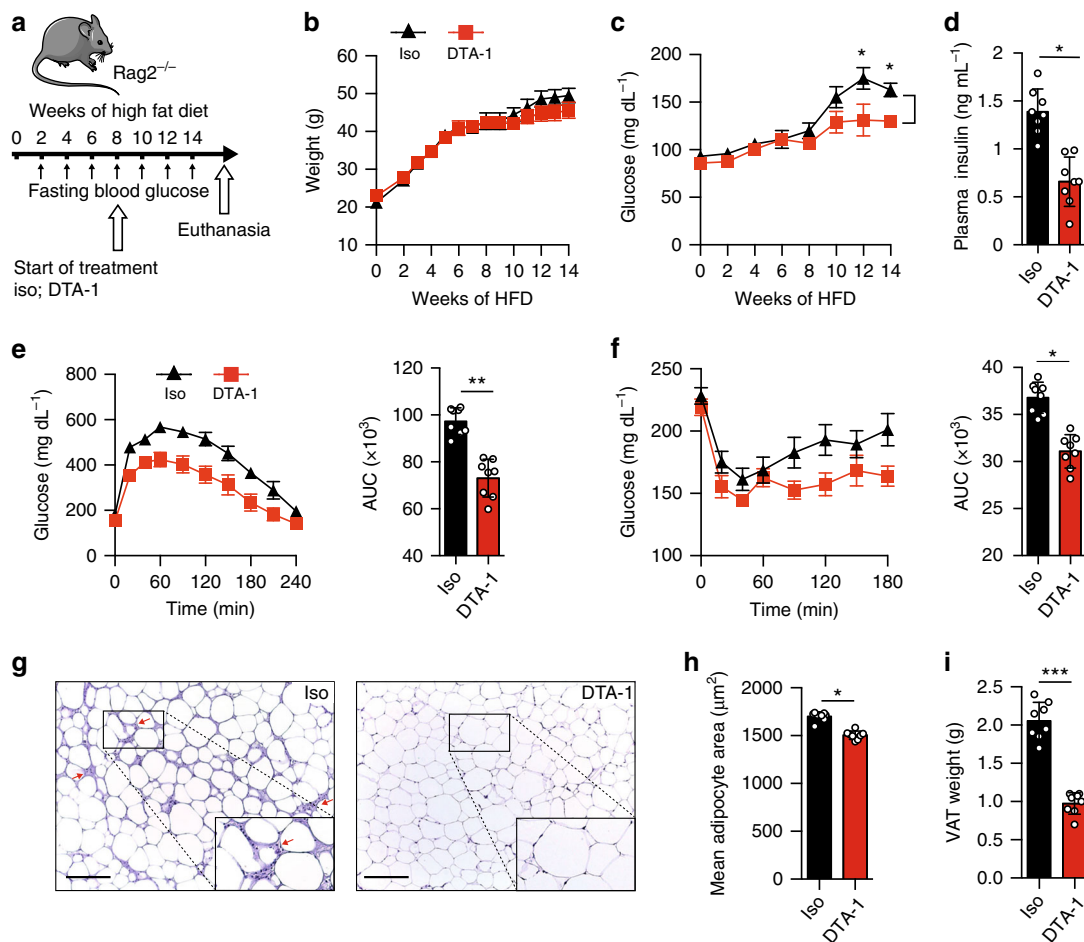 a
Rag2⁻/⁻
Weeks of high fat diet
0 2 4 6 8 10 12 14
Fasting blood glucose
Euthanasia
Start of treatment
iso; DTA-1
b
Iso DTA-1
Weight (g)
60
50
40
30
20
10
0 2 4 5 7 8 10 11 12 14
Weeks of HFD
c
Glucose (mg dL⁻¹)
200
150
100
50
0
* *
0 2 4 6 8 10 12 14
Weeks of HFD
d
Plasma insulin (ng mL⁻¹)
2
1.5
1
0.5
0
*
Iso
DTA-1
e
Iso DTA-1
Glucose (mg dL⁻¹)
800
600
400
200
0
0 60 120 180 240
Time (min)
AUC (×10³)
120
100
80
60
40
**
Iso
DTA-1
f
Glucose (mg dL⁻¹)
250
200
150
100
0 60 120 180
Time (min)
AUC (×10³)
40
35
30
25
20
*
Iso
DTA-1
g
Iso
DTA-1
h
Mean adipocyte area (μm²)
2000
1500
1000
500
0
*
Iso
DTA-1
i
VAT weight (g)
2.5
2.0
1.5
1.0
0.5
0.0
***
Iso
DTA-1